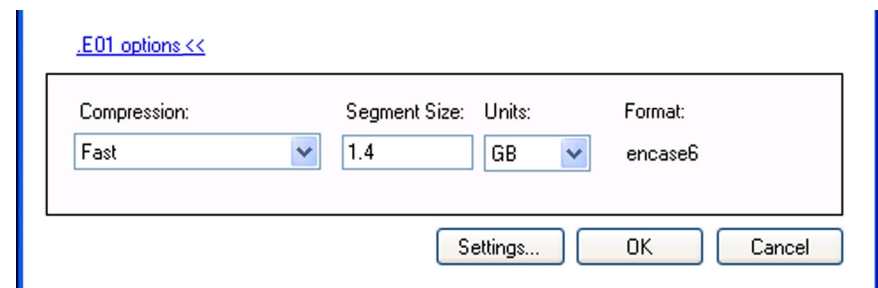 .E01 options <<
Compression: Segment Size: Units: Format:
Fast 1.4 GB encase6
Settings... OK Cancel